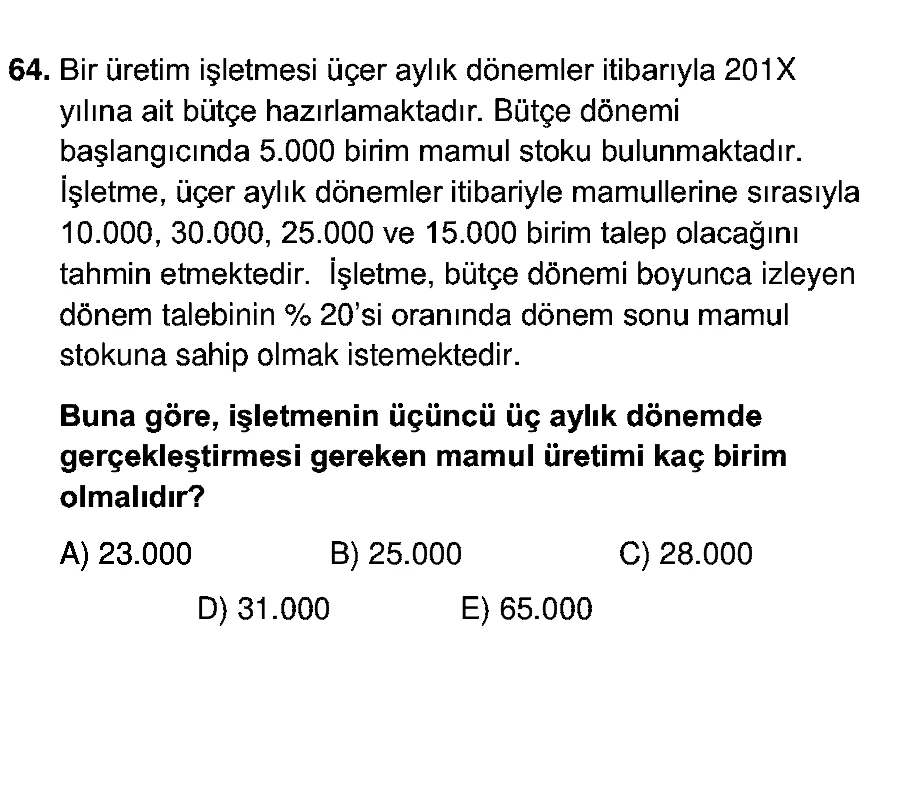 64. Bir üretim işletmesi üçer aylık dönemler itibarıyla 201X
yılına ait bütçe hazırlamaktadır. Bütçe dönemi
başlangıcında 5.000 birim mamul stoku bulunmaktadır.
İşletme, üçer aylık dönemler itibariyle mamullerine sırasıyla
10.000, 30.000, 25.000 ve 15.000 birim talep olacağını
tahmin etmektedir. İşletme, bütçe dönemi boyunca izleyen
dönem talebinin % 20’si oranında dönem sonu mamul
stokuna sahip olmak istemektedir.
Buna göre, işletmenin üçüncü üç aylık dönemde
gerçekleştirmesi gereken mamul üretimi kaç birim
olmalıdır?
A) 23.000 B) 25.000 C) 28.000
D) 31.000 E) 65.000